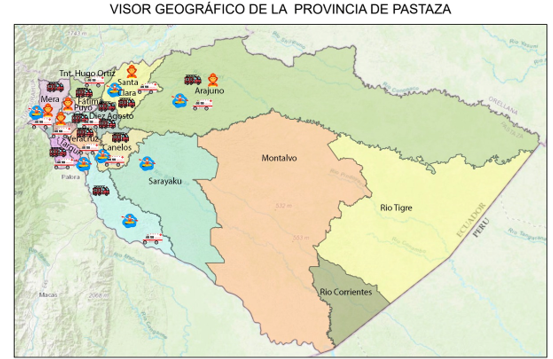 VISOR GEOGRÁFICO DE LA PROVINCIA DE PASTAZA
Tnt. Hugo Ortiz
Santa
Clara
Arajuno
Mera
Fatima
Puyo
Diez Agosto
Veracruz
Canelos
Tarqui
Montalvo
Sarayaku
Rio Tigre
Rio Corrientes
ECUADOR
PERU